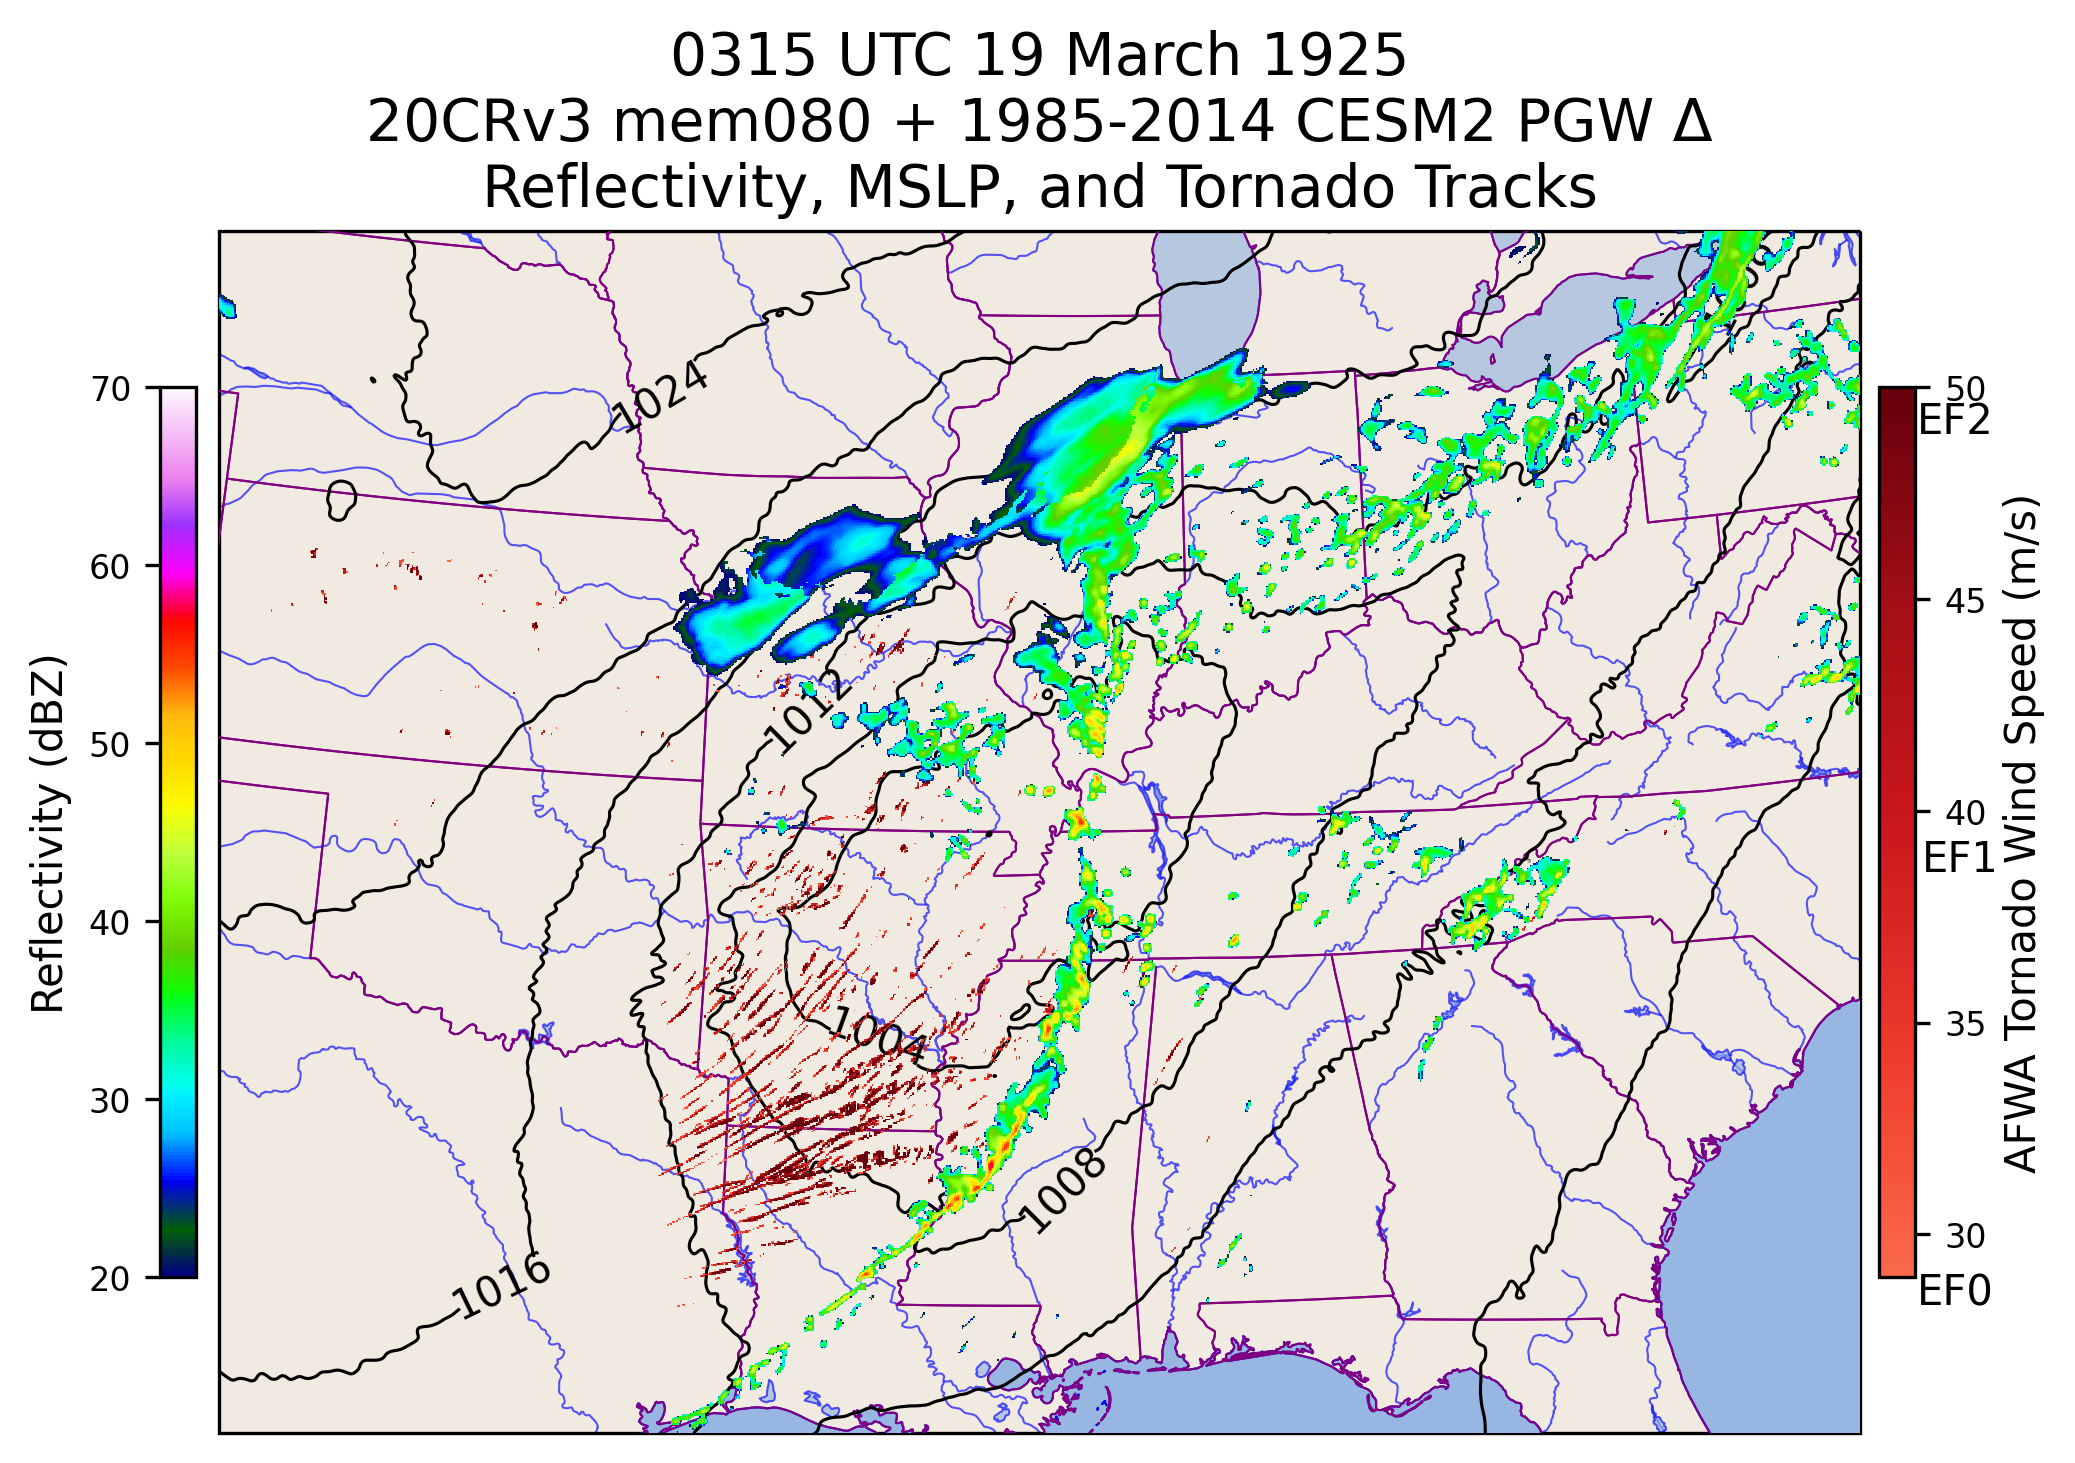 0315 UTC 19 March 1925
20CRv3 mem080 + 1985-2014 CESM2 PGW Δ
Reflectivity, MSLP, and Tornado Tracks
Reflectivity (dBZ)
70
60
50
40
30
20
1024
1012
1004
1008
1016
50
EF2
45
40
EF1
35
30
EF0
AFWA Tornado Wind Speed (m/s)